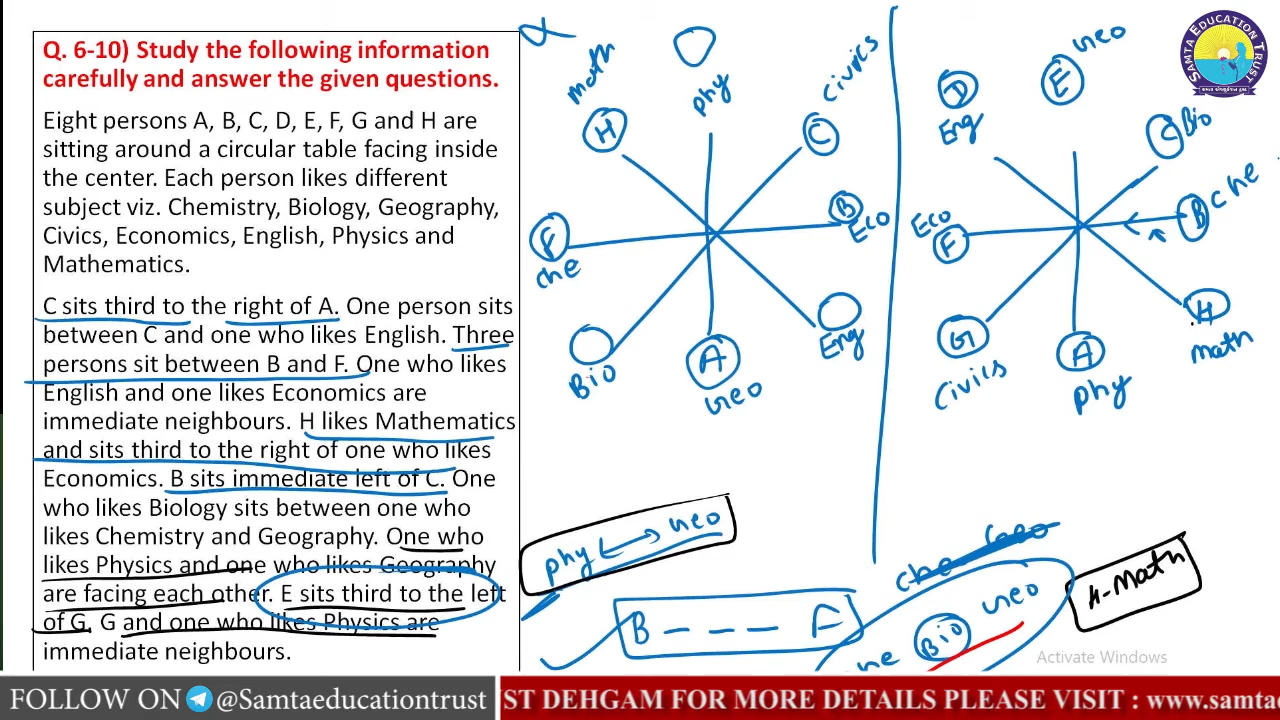 Q. 6-10) Study the following information
carefully and answer the given questions.
Eight persons A, B, C, D, E, F, G and H are
sitting around a circular table facing inside
the center. Each person likes different
subject viz. Chemistry, Biology, Geography,
Civics, Economics, English, Physics and
Mathematics.
C sits third to the right of A. One person sits
between C and one who likes English. Three
persons sit between B and F. One who likes
English and one likes Economics are
immediate neighbours. H likes Mathematics
and sits third to the right of one who likes
Economics. B sits immediate left of C. One
who likes Biology sits between one who
likes Chemistry and Geography. One who
likes Physics and one who likes Geography
are facing each other. E sits third to the left
of G. G and one who likes Physics are
immediate neighbours.
math
phy
civics
H
C
F
che
B
Eco
Bio
A
Geo
Eng
D
Eng
E
Geo
C
Bio
B
Che
Eco
F
H
math
G
Civics
A
phy
phy Geo
B – – – F
Che Geo
Bio Geo
H-Math
SAMTA EDUCATION TRUST
Activate Windows
FOLLOW ON @Samtaeducationtrust
ST DEHGAM FOR MORE DETAILS PLEASE VISIT : www.samta